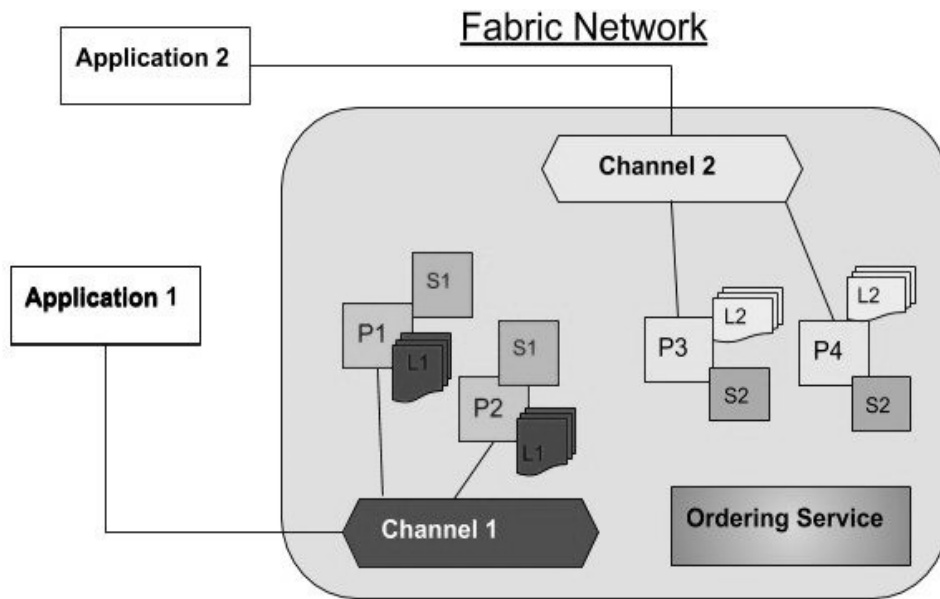 Fabric Network
Application 2
Channel 2
Application 1
S1
P1
L1
S1
P2
L1
L2
P3
S2
L2
P4
S2
Channel 1
Ordering Service